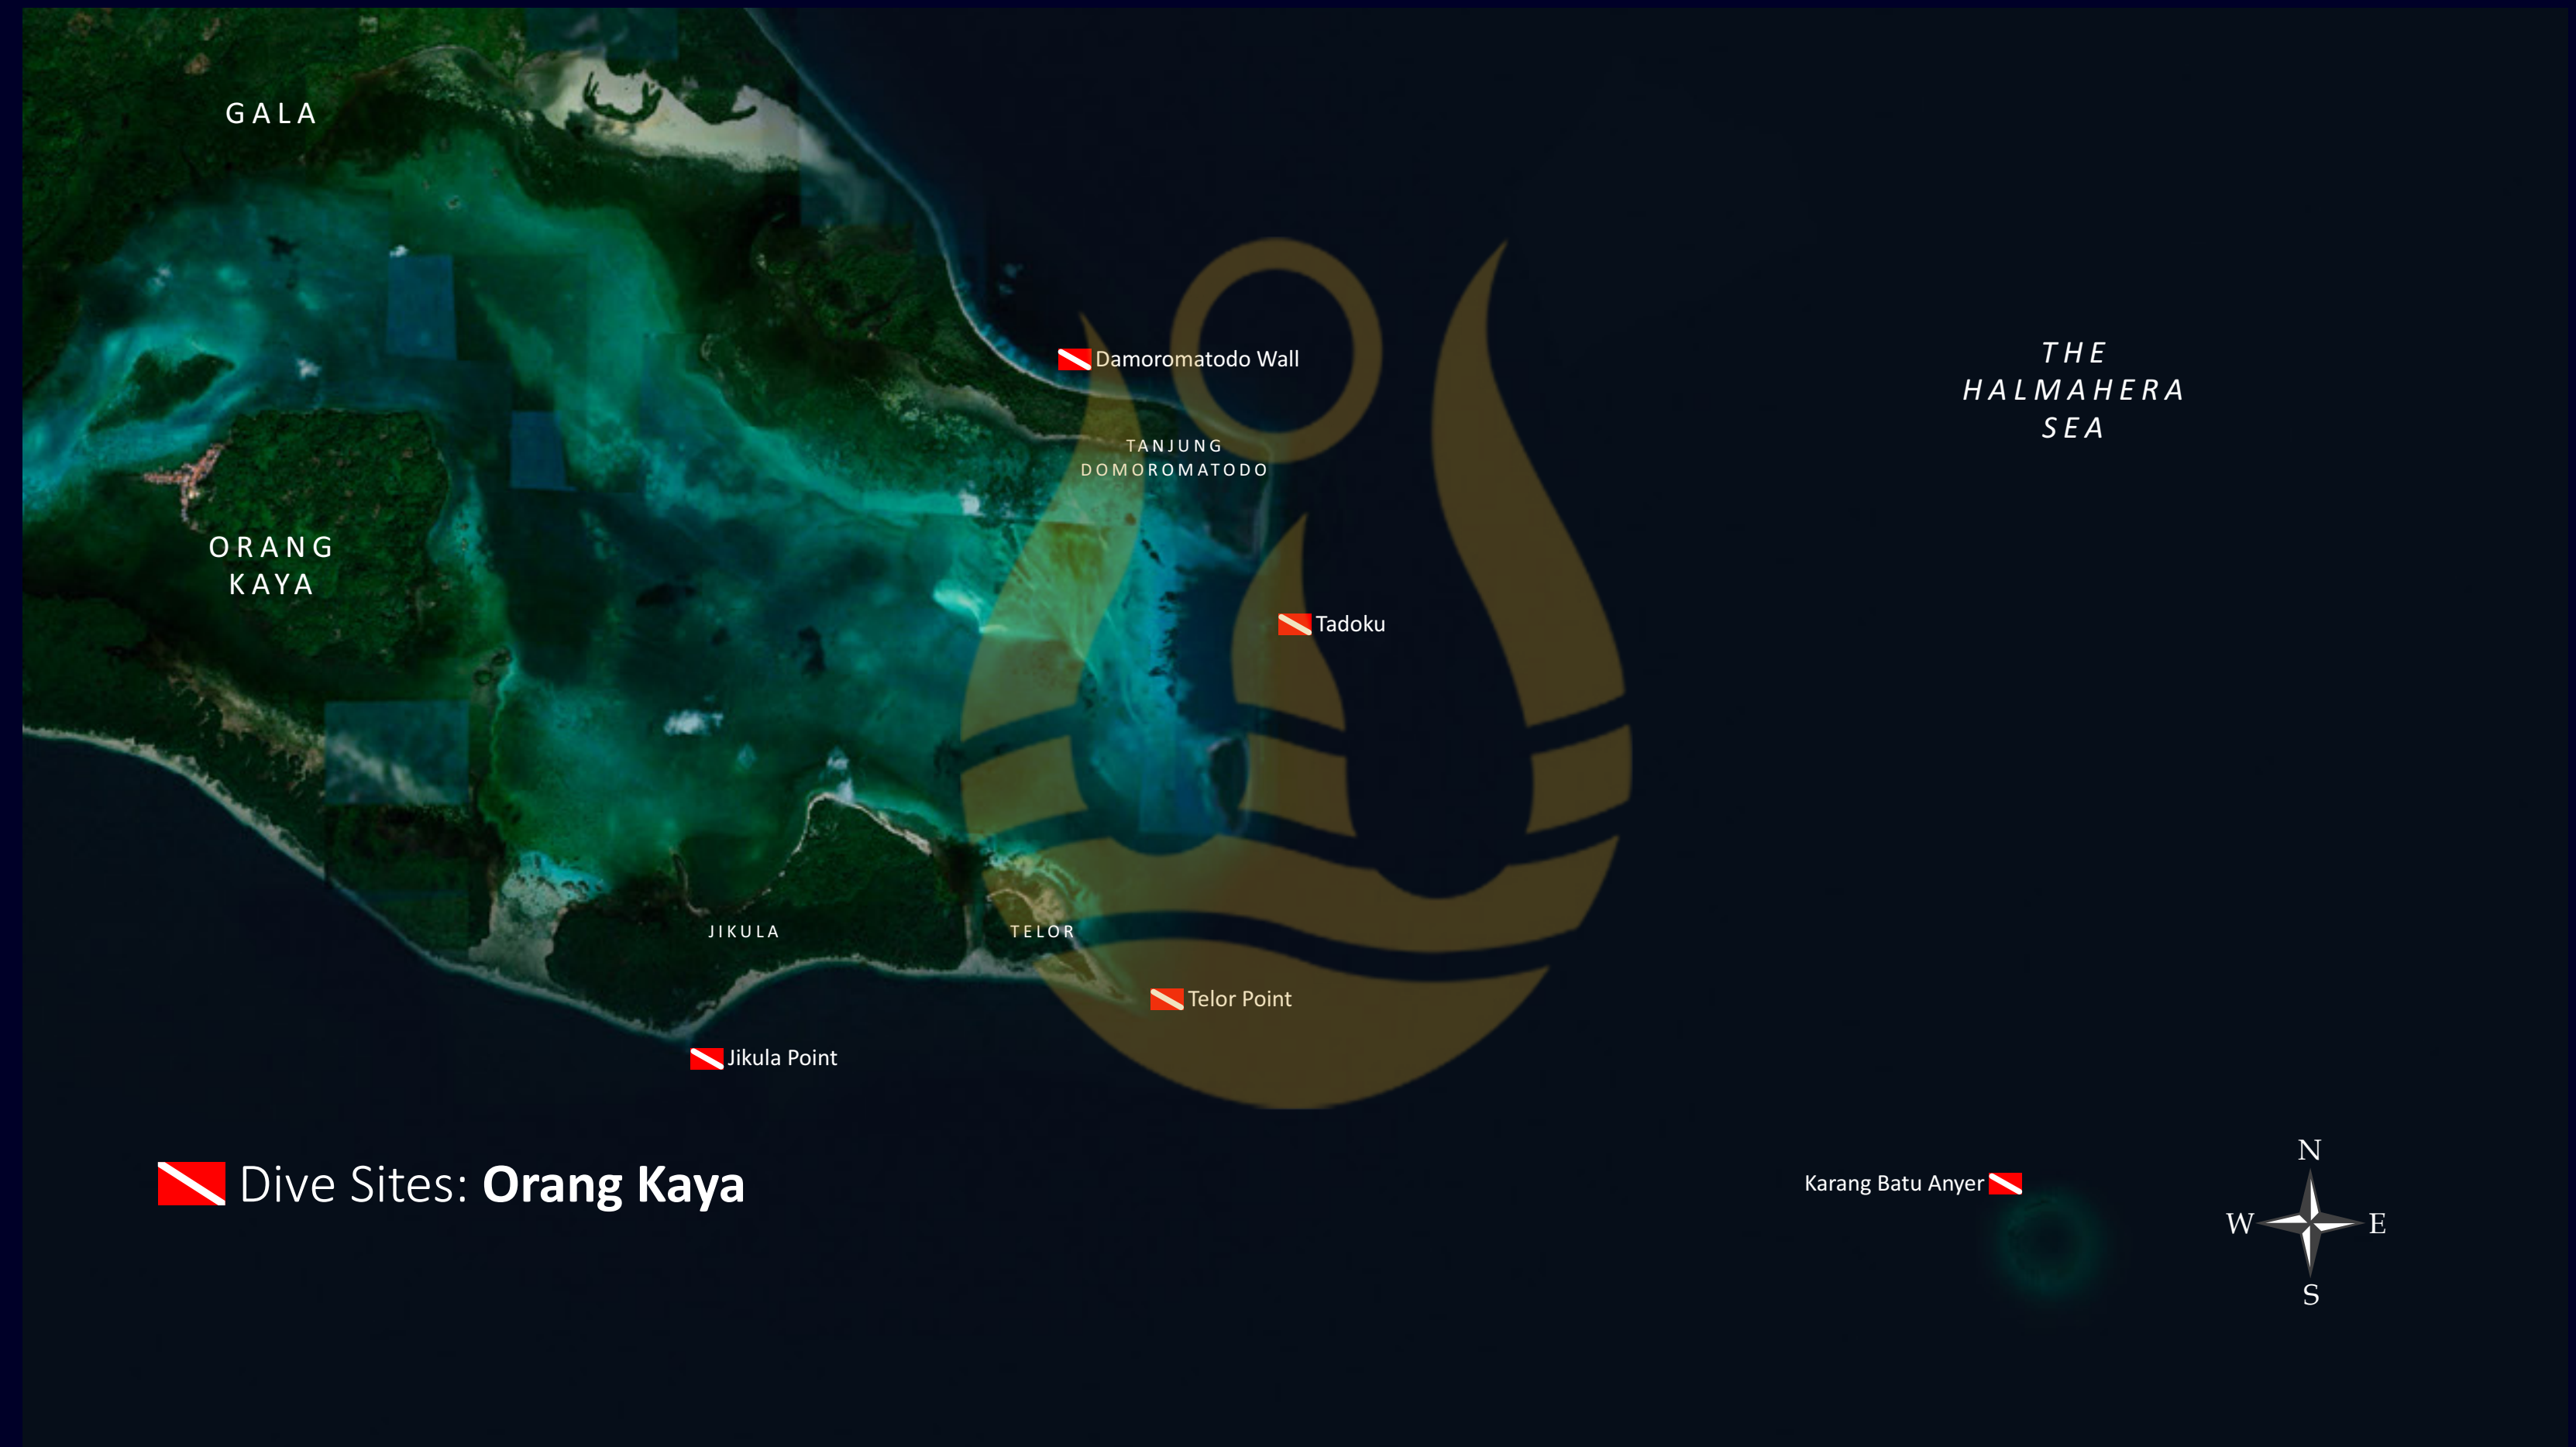 GALA
THE
HALMAHERA
SEA
Damoromatodo Wall
TANJUNG
DOMOROMATODO
ORANG
KAYA
Tadoku
JIKULA
TELOR
Telor Point
Jikula Point
Dive Sites: Orang Kaya
Karang Batu Anyer
N
W
E
S